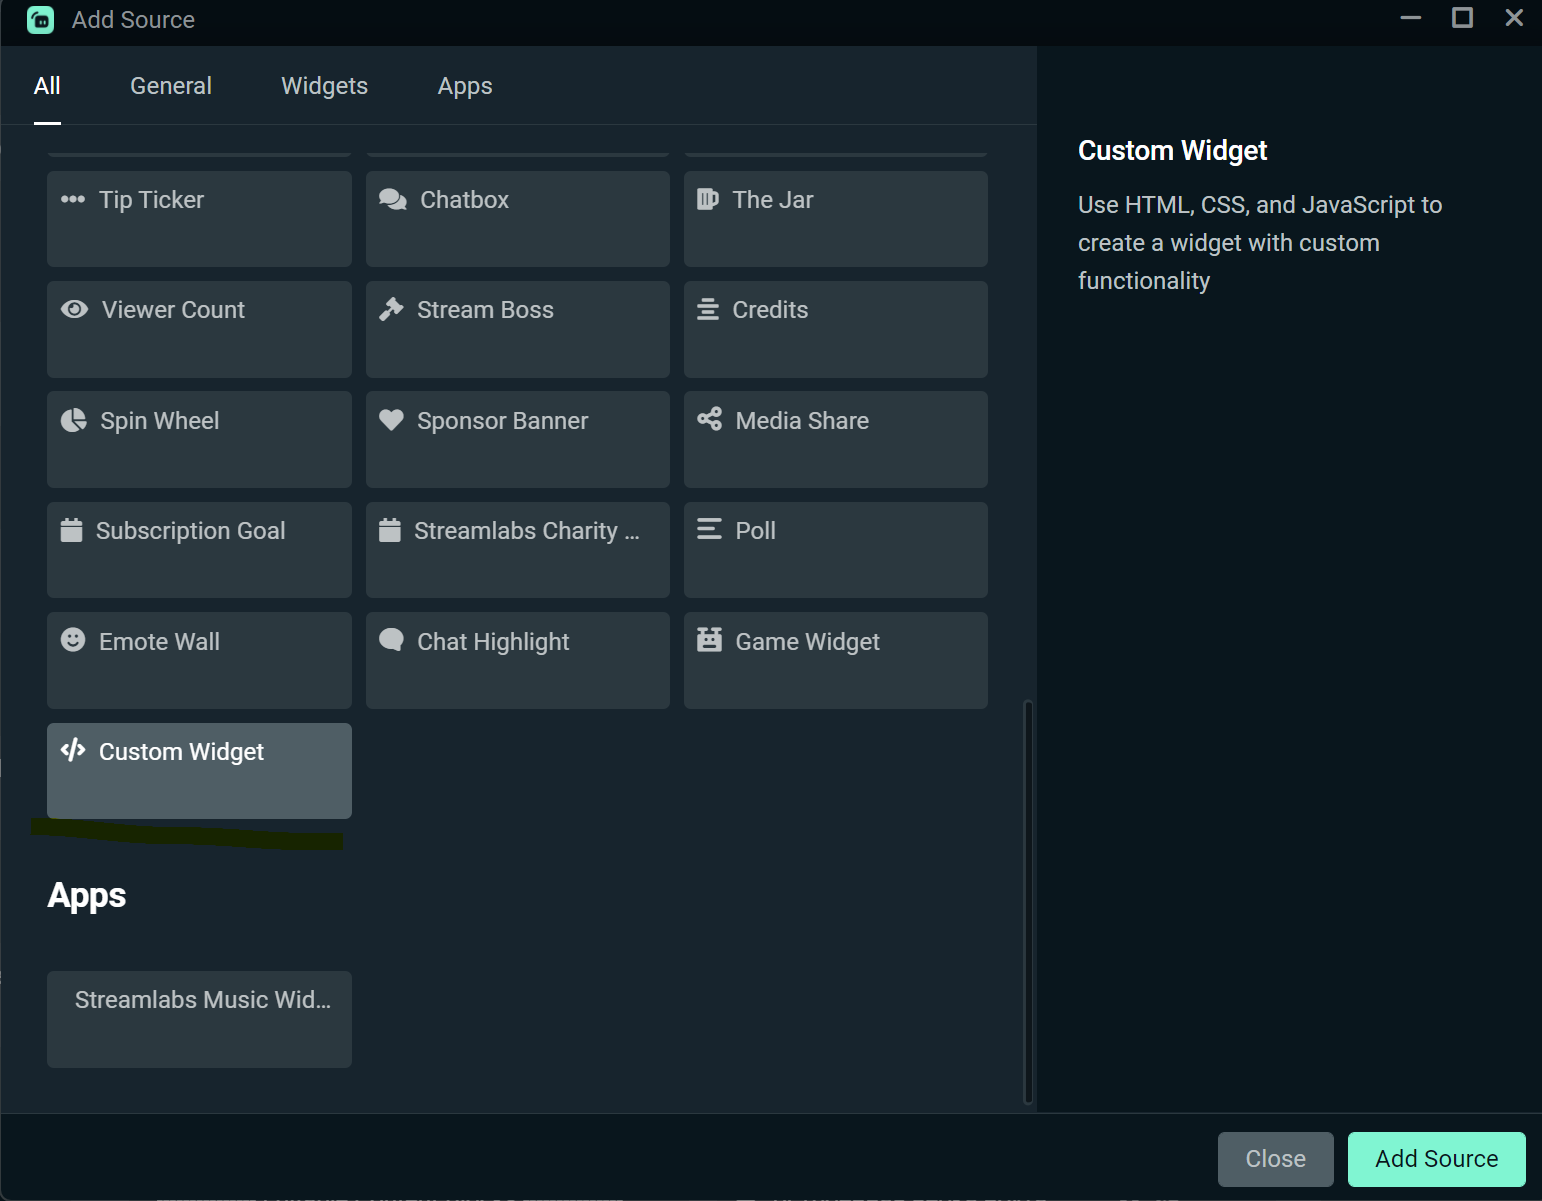 Add Source
All General Widgets Apps
Tip Ticker Chatbox The Jar
Viewer Count Stream Boss Credits
Spin Wheel Sponsor Banner Media Share
Subscription Goal Streamlabs Charity ... Poll
Emote Wall Chat Highlight Game Widget
Custom Widget
Apps
Streamlabs Music Wid...
Custom Widget
Use HTML, CSS, and JavaScript to
create a widget with custom
functionality
Close Add Source